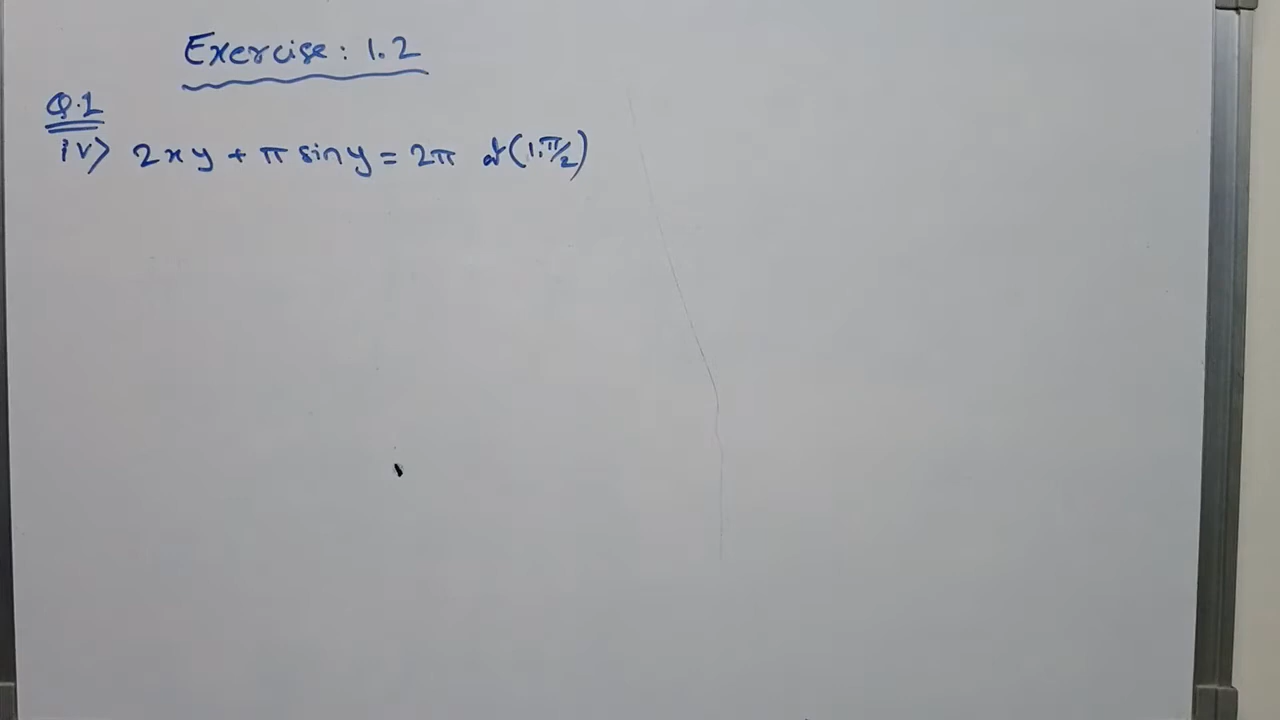 Exercise: 1.2
Q.1
iv> 2xy + π sin y = 2π at (1, π/2)